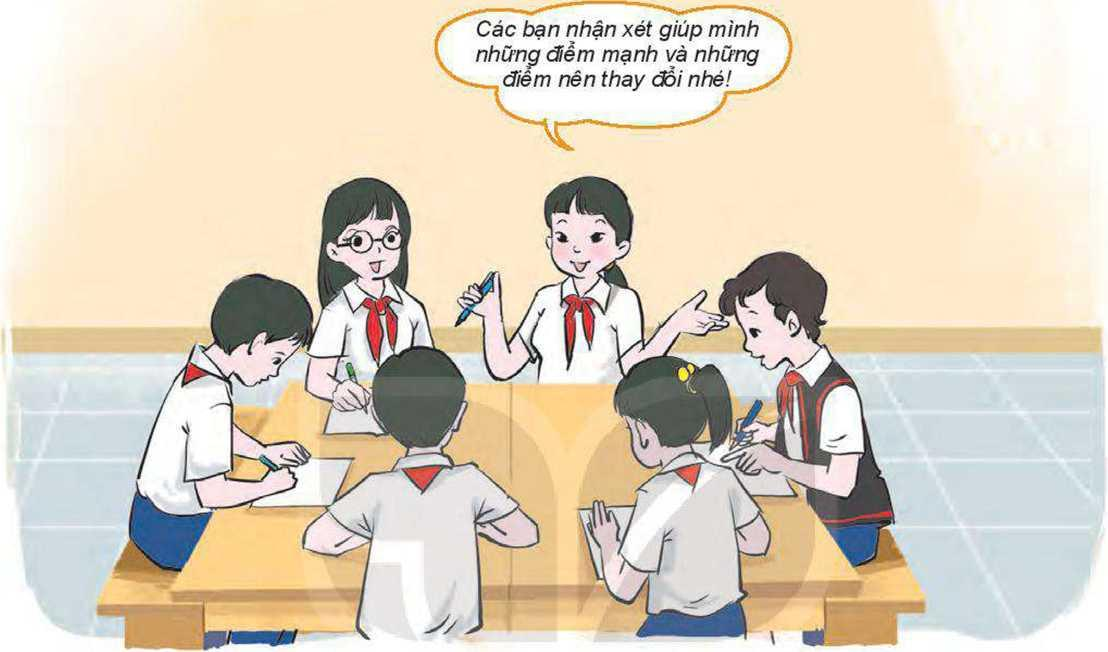 Các bạn nhận xét giúp mình
những điểm mạnh và những
điểm nên thay đổi nhé!